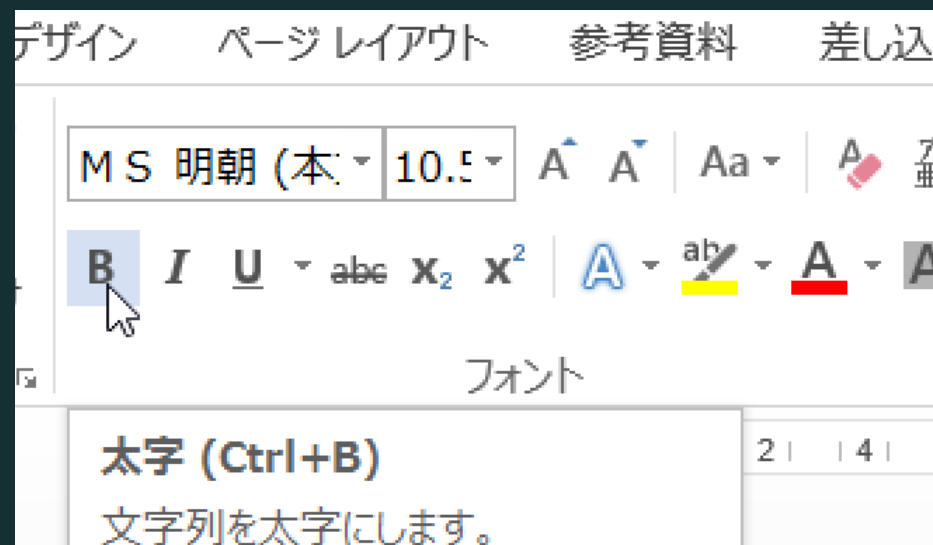 デザイン ページ レイアウト 参考資料 差し込
ＭＳ 明朝 (本 10.5 A A Aa A
B I U abc X₂ X² A ab A A
フォント
太字 (Ctrl+B) 2 4
文字列を太字にします。